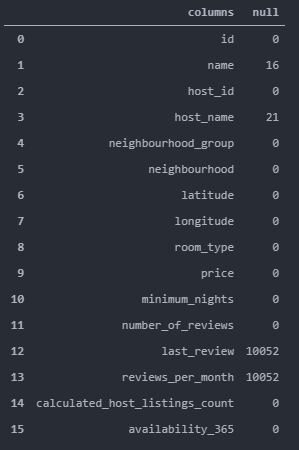 columns null
0 id 0
1 name 16
2 host_id 0
3 host_name 21
4 neighbourhood_group 0
5 neighbourhood 0
6 latitude 0
7 longitude 0
8 room_type 0
9 price 0
10 minimum_nights 0
11 number_of_reviews 0
12 last_review 10052
13 reviews_per_month 10052
14 calculated_host_listings_count 0
15 availability_365 0